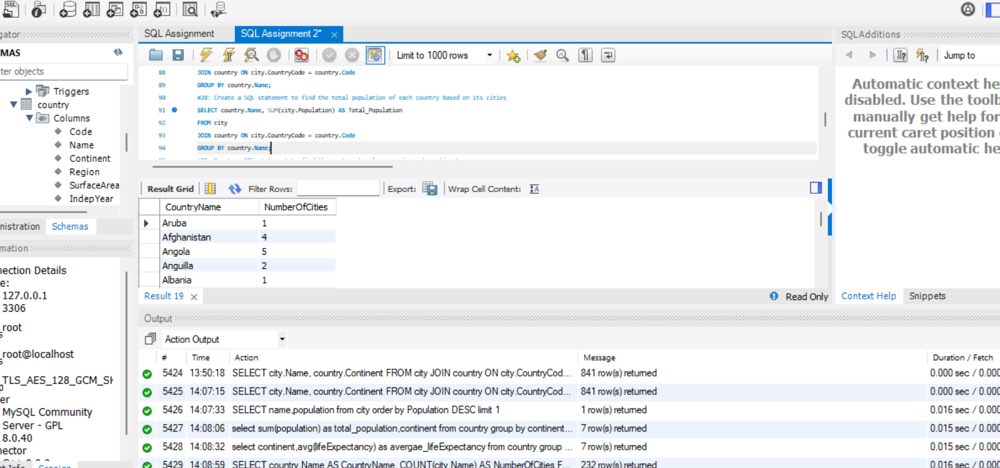 SQL
gator
SQL Assignment
SQL Assignment 2*
SQLAdditions
MAS
Limit to 1000 rows
Jump to
ter objects
Triggers
country
Columns
Code
Name
Continent
Region
SurfaceArea
IndepYear
88 JOIN country ON city.CountryCode = country.Code
89 GROUP BY country.Name;
90 #20: Create a SQL statement to find the total population of each country based on its cities
91 SELECT country.Name, SUM(city.Population) AS Total_Population
92 FROM city
93 JOIN country ON city.CountryCode = country.Code
94 GROUP BY country.Name;
Automatic context he
disabled. Use the toolb
manually get help for
current caret position
toggle automatic he
Result Grid
Filter Rows:
Export:
Wrap Cell Content:
CountryName NumberOfCities
Aruba 1
Afghanistan 4
Angola 5
Anguilla 2
Albania 1
nistration
Schemas
Result 19
Read Only
Context Help
Snippets
mation
nection Details
e:
127.0.0.1
3306
root
s
root@localhost
s
TLS_AES_128_GCM_SH
p
er
MySQL Community
Server - GPL
8.0.40
nector
Session
Output
Action Output
# Time Action Message Duration / Fetch
5424 13:50:18 SELECT city.Name, country.Continent FROM city JOIN country ON city.CountryCod... 841 row(s) returned 0.000 sec / 0.000
5425 14:07:15 SELECT city.Name, country.Continent FROM city JOIN country ON city.CountryCod... 841 row(s) returned 0.000 sec / 0.000
5426 14:07:33 SELECT name,population from city order by Population DESC limit 1 1 row(s) returned 0.016 sec / 0.000
5427 14:08:06 select sum(population) as total_population,continent from country group by continent... 7 row(s) returned 0.015 sec / 0.000
5428 14:08:32 select continent,avg(lifeExpectancy) as avergae_lifeExpectancy from country group ... 7 row(s) returned 0.015 sec / 0.000
5429 14:08:59 SELECT country.Name AS CountryName, COUNT(city.Name) AS NumberOfCities F... 232 row(s) returned 0.016 sec / 0.000